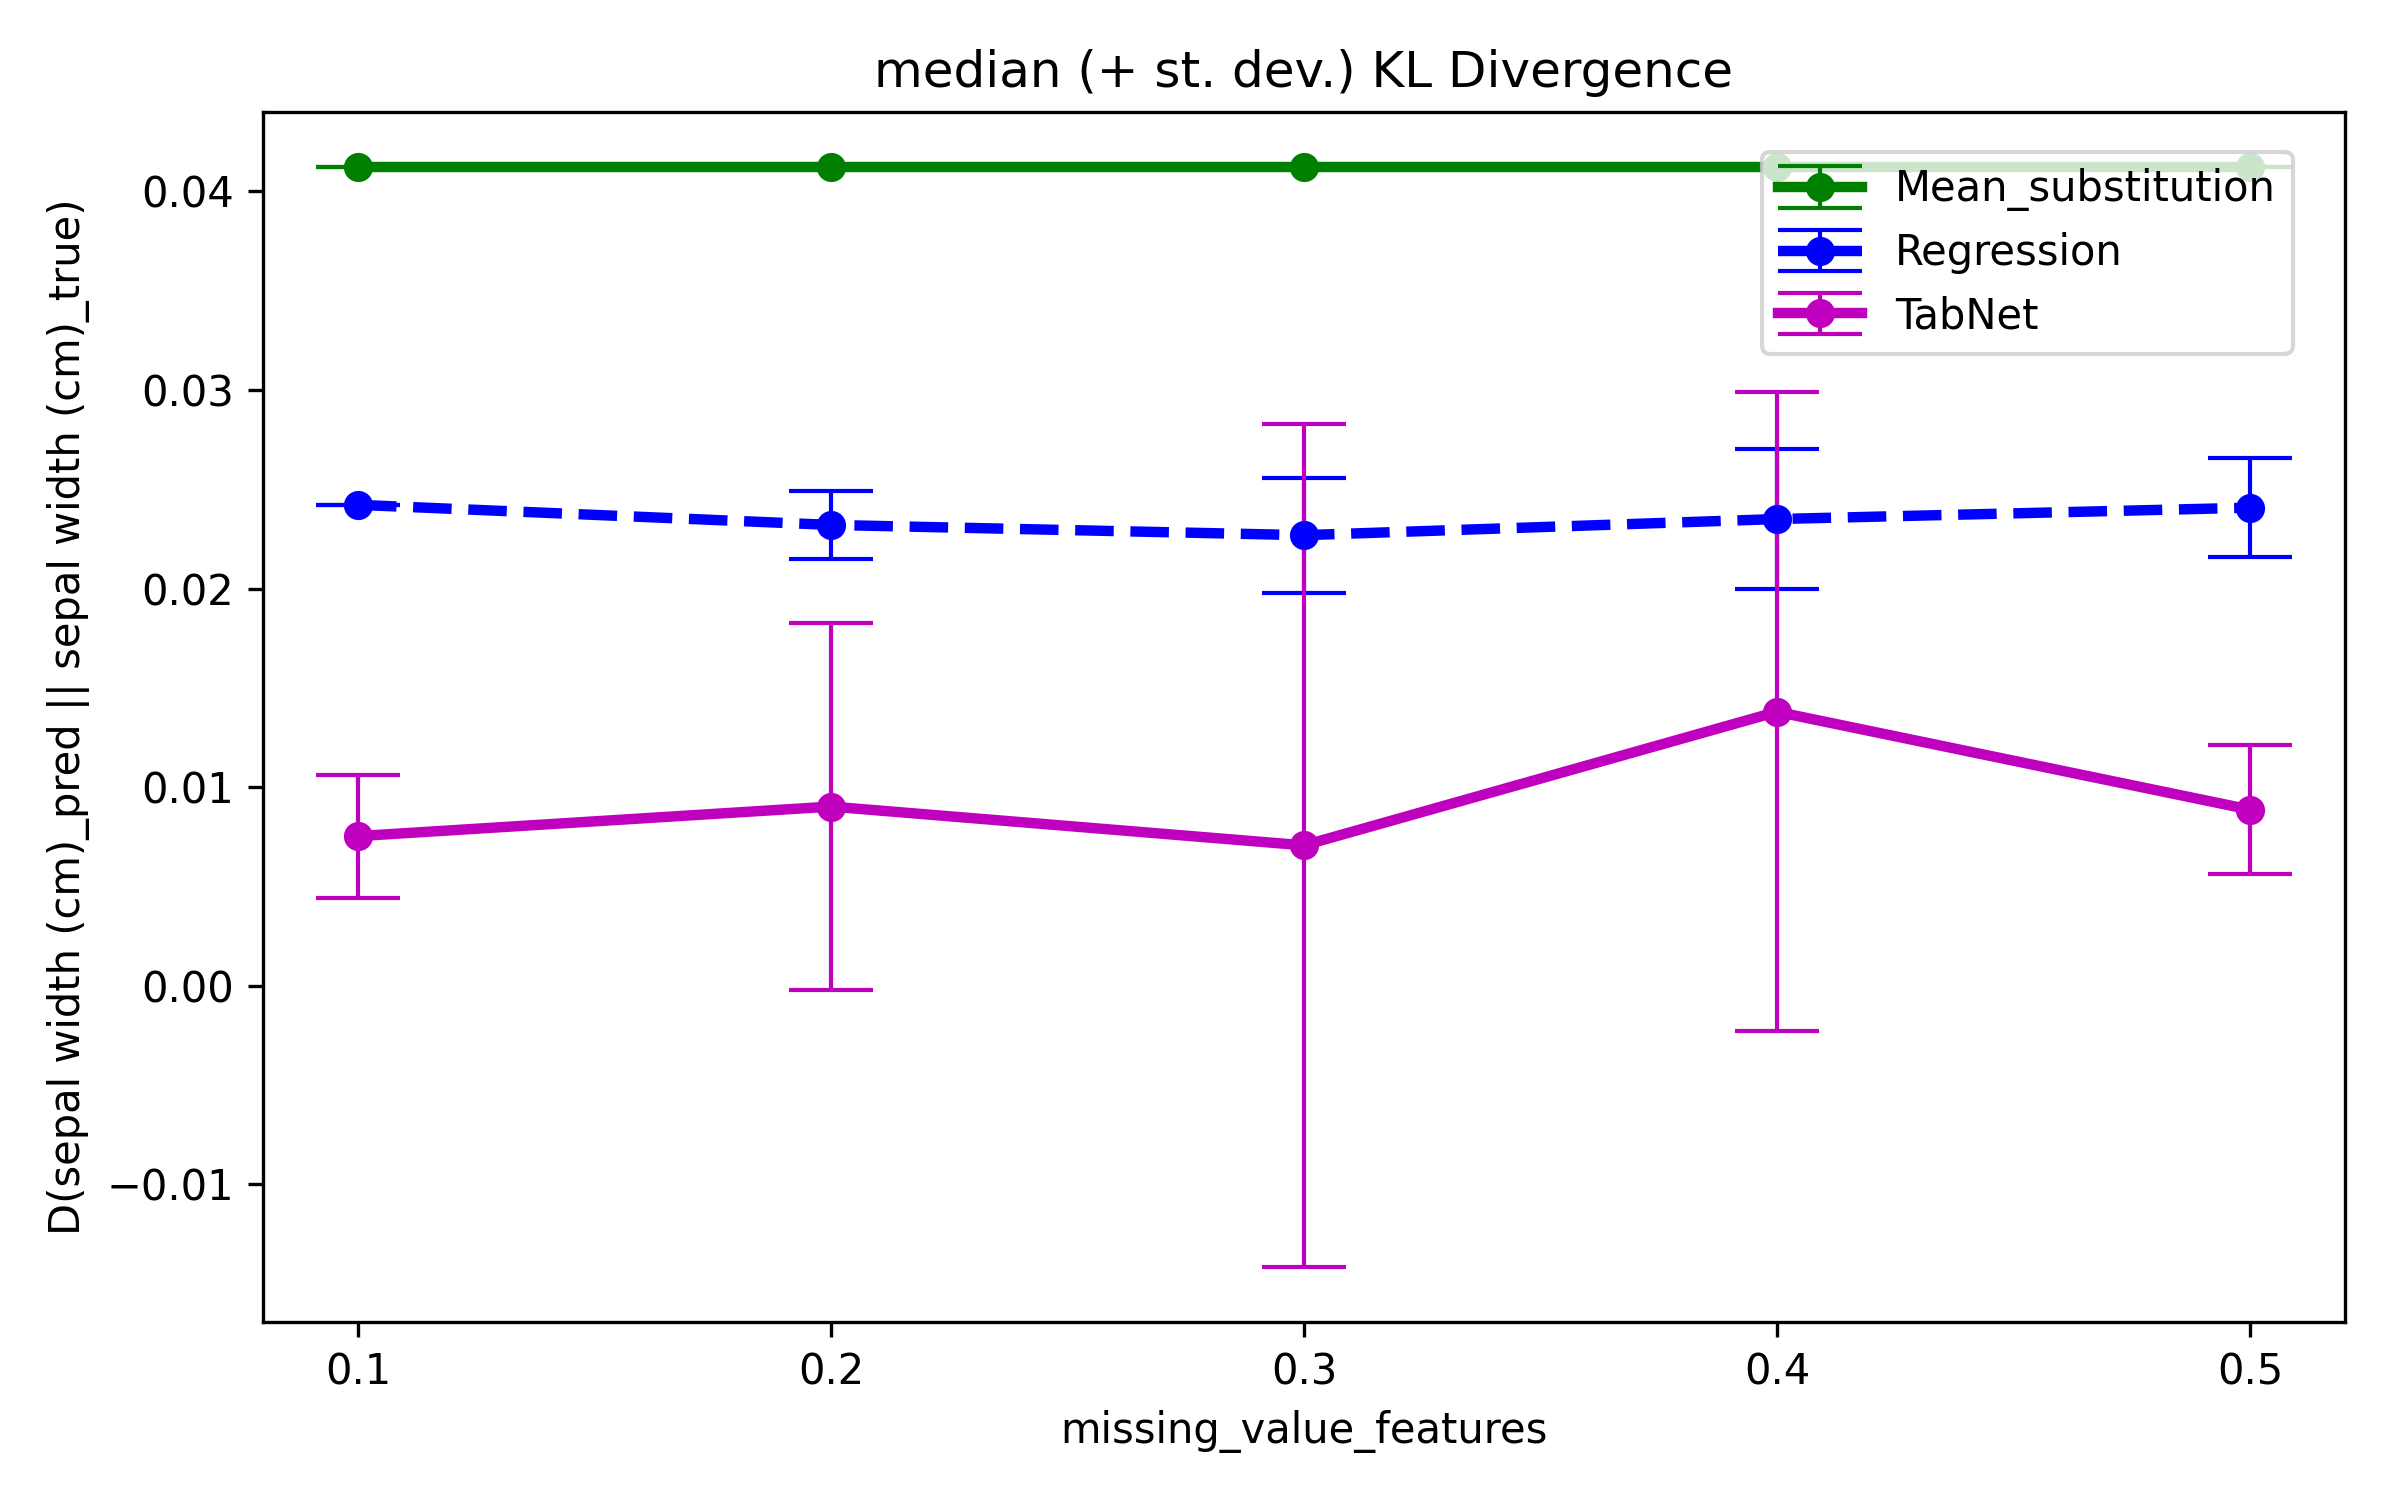 median (+ st. dev.) KL Divergence
D(sepal width (cm)_pred || sepal width (cm)_true)
0.04
0.03
0.02
0.01
0.00
−0.01
Mean_substitution
Regression
TabNet
0.1 0.2 0.3 0.4 0.5
missing_value_features